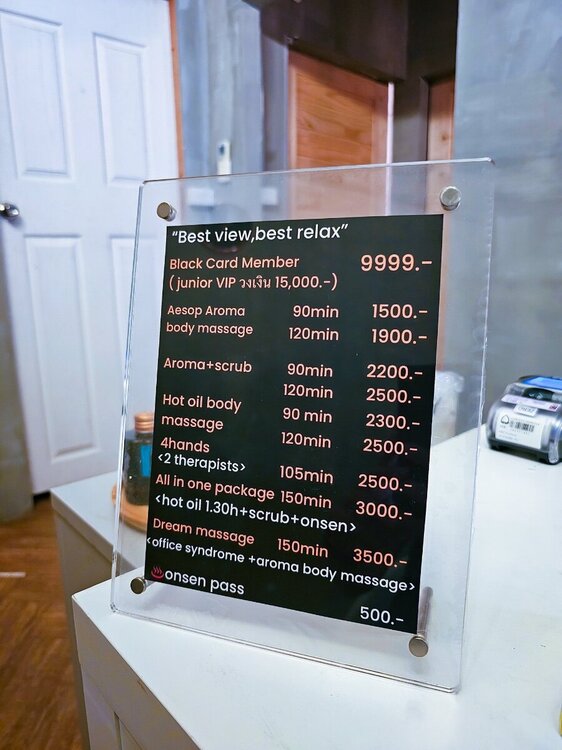 “Best view,best relax”
Black Card Member 9999.-
( junior VIP วงเงิน 15,000.-)
Aesop Aroma 90min 1500.-
body massage 120min 1900.-
Aroma+scrub 90min 2200.-
120min 2500.-
Hot oil body 90 min 2300.-
massage 120min 2500.-
4hands
<2 therapists> 105min 2500.-
All in one package 150min 3000.-
<hot oil 1.30h+scrub+onsen>
Dream massage 150min 3500.-
<office syndrome +aroma body massage>
♨onsen pass 500.-